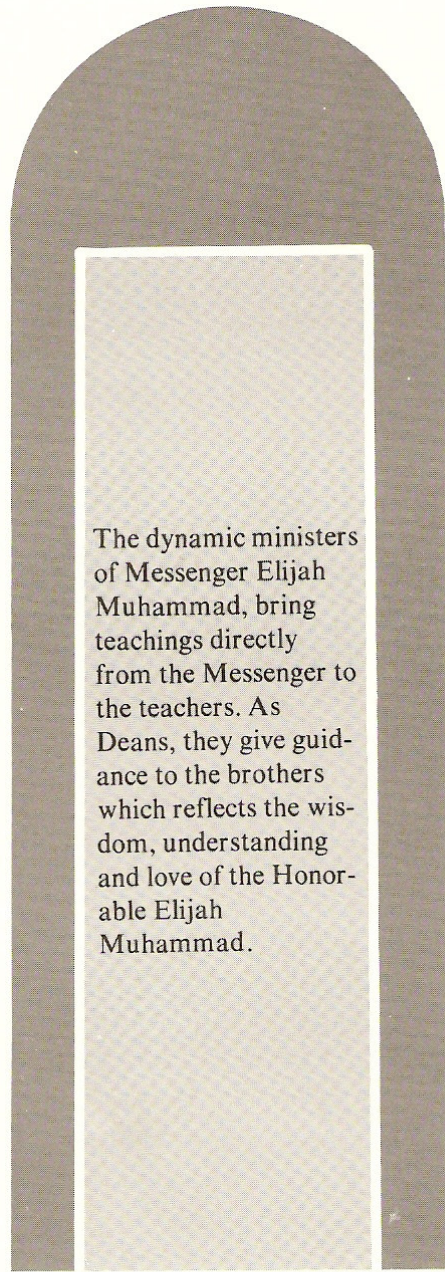 The dynamic ministers
of Messenger Elijah
Muhammad, bring
teachings directly
from the Messenger to
the teachers. As
Deans, they give guid-
ance to the brothers
which reflects the wis-
dom, understanding
and love of the Honor-
able Elijah
Muhammad.